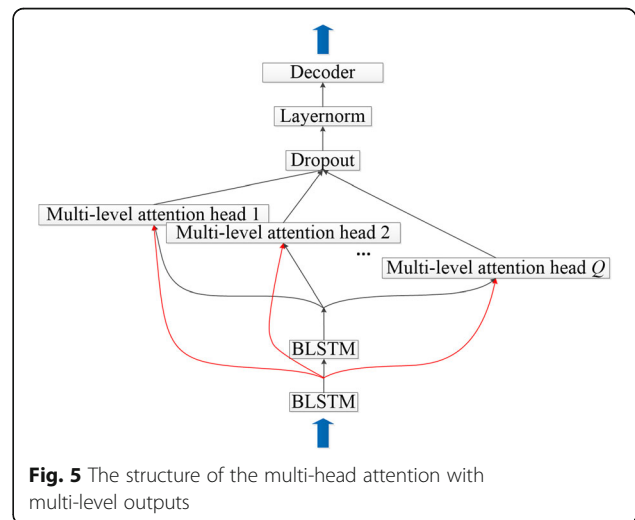 Decoder
Layernorm
Dropout
Multi-level attention head 1
Multi-level attention head 2
...
Multi-level attention head Q
BLSTM
BLSTM
Fig. 5 The structure of the multi-head attention with
multi-level outputs